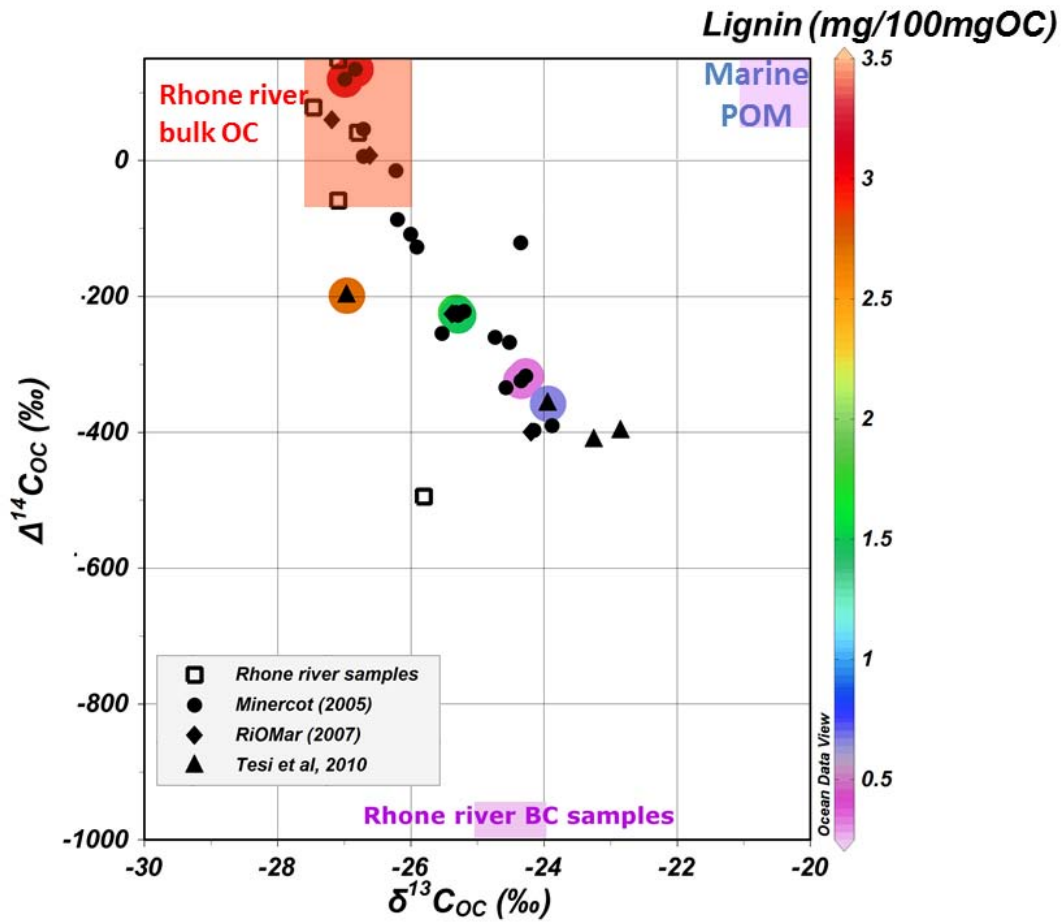 Lignin (mg/100mgOC)
Rhone river
bulk OC
Marine
POM
3.5
3
2.5
2
1.5
1
0.5
0
-200
-400
-600
-800
-1000
Δ¹⁴C_OC (‰)
Rhone river samples
Minercot (2005)
RiOMar (2007)
Tesi et al, 2010
Rhone river BC samples
Ocean Data View
-30 -28 -26 -24 -22 -20
δ¹³C_OC (‰)